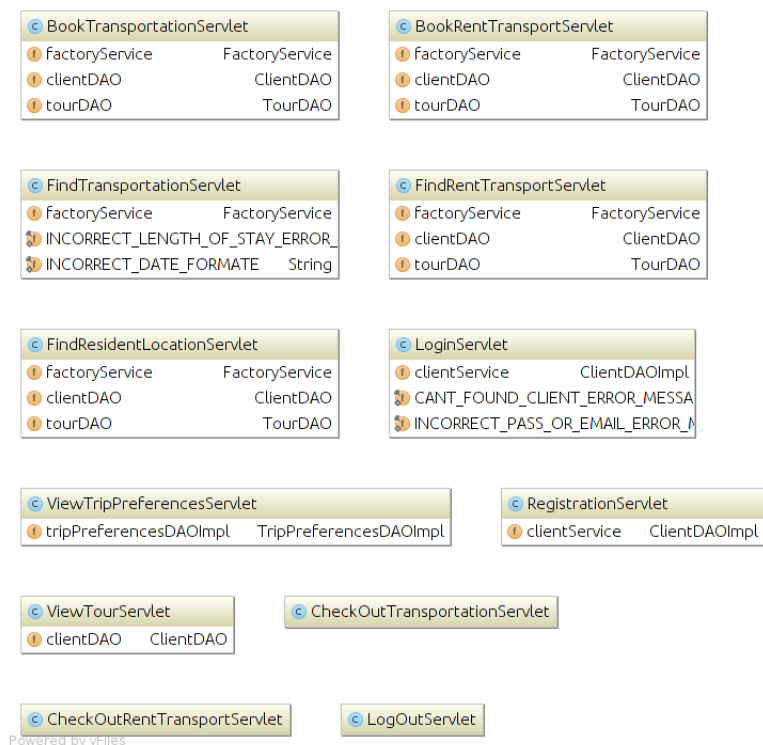 BookTransportationServlet
factoryService FactoryService
clientDAO ClientDAO
tourDAO TourDAO
BookRentTransportServlet
factoryService FactoryService
clientDAO ClientDAO
tourDAO TourDAO
FindTransportationServlet
factoryService FactoryService
INCORRECT_LENGTH_OF_STAY_ERROR_
INCORRECT_DATE_FORMATE String
FindRentTransportServlet
factoryService FactoryService
clientDAO ClientDAO
tourDAO TourDAO
FindResidentLocationServlet
factoryService FactoryService
clientDAO ClientDAO
tourDAO TourDAO
LoginServlet
clientService ClientDAOImpl
CANT_FOUND_CLIENT_ERROR_MESSA
INCORRECT_PASS_OR_EMAIL_ERROR_M
ViewTripPreferencesServlet
tripPreferencesDAOImpl TripPreferencesDAOImpl
RegistrationServlet
clientService ClientDAOImpl
ViewTourServlet
clientDAO ClientDAO
CheckOutTransportationServlet
CheckOutRentTransportServlet
LogOutServlet
Powered by yFiles